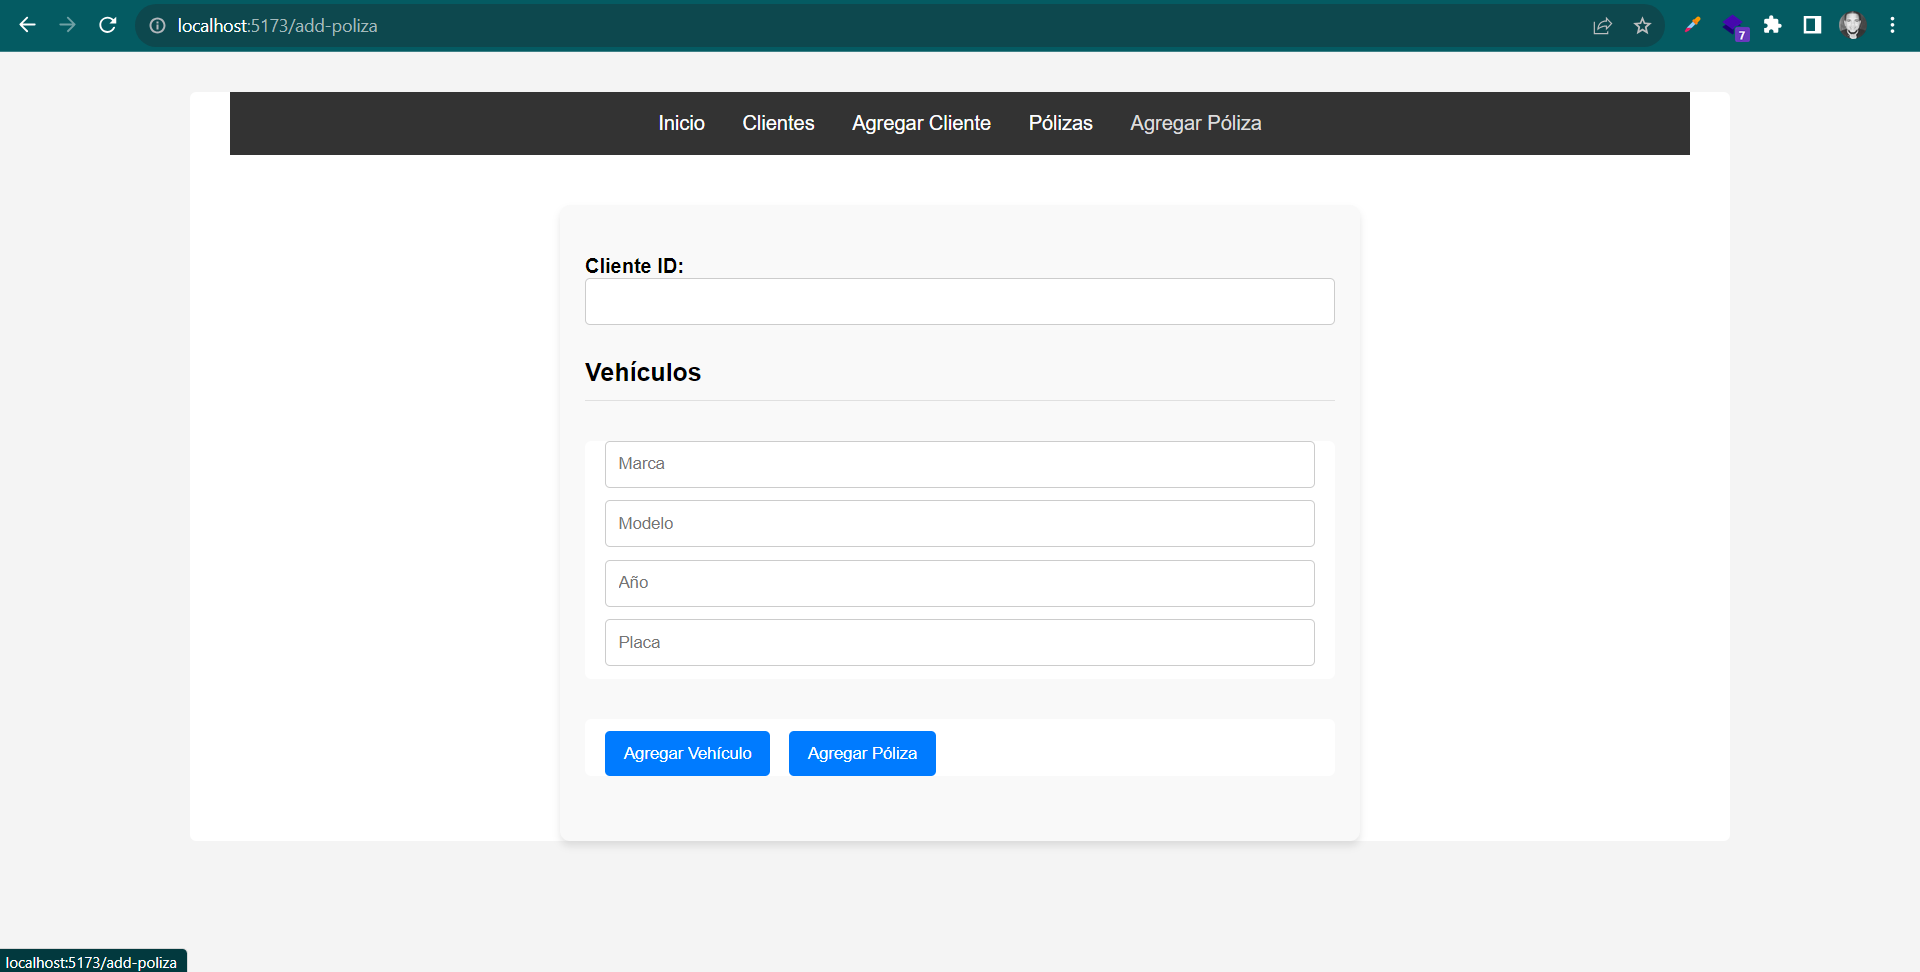 localhost:5173/add-poliza
7
Inicio Clientes Agregar Cliente Pólizas Agregar Póliza
Cliente ID:
Vehículos
Marca
Modelo
Año
Placa
Agregar Vehículo Agregar Póliza
localhost:5173/add-poliza